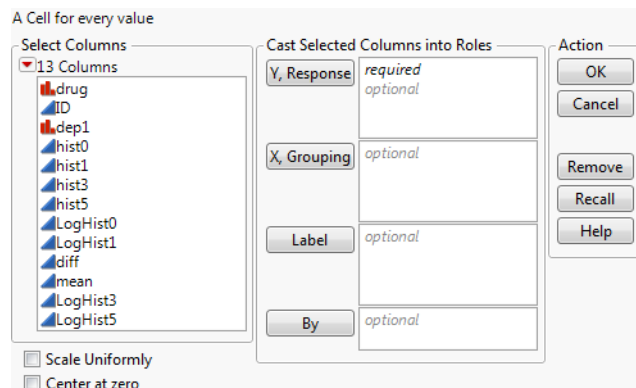 A Cell for every value
Select Columns
13 Columns
drug
ID
dep1
hist0
hist1
hist3
hist5
LogHist0
LogHist1
diff
mean
LogHist3
LogHist5
Scale Uniformly
Center at zero
Cast Selected Columns into Roles
Y, Response
required
optional
X, Grouping
optional
Label
optional
By
optional
Action
OK
Cancel
Remove
Recall
Help